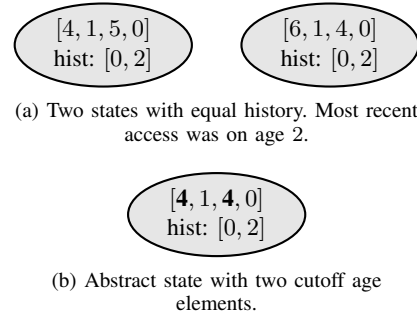 [4, 1, 5, 0]
hist: [0, 2]
[6, 1, 4, 0]
hist: [0, 2]
(a) Two states with equal history. Most recent
access was on age 2.
[4, 1, 4, 0]
hist: [0, 2]
(b) Abstract state with two cutoff age
elements.